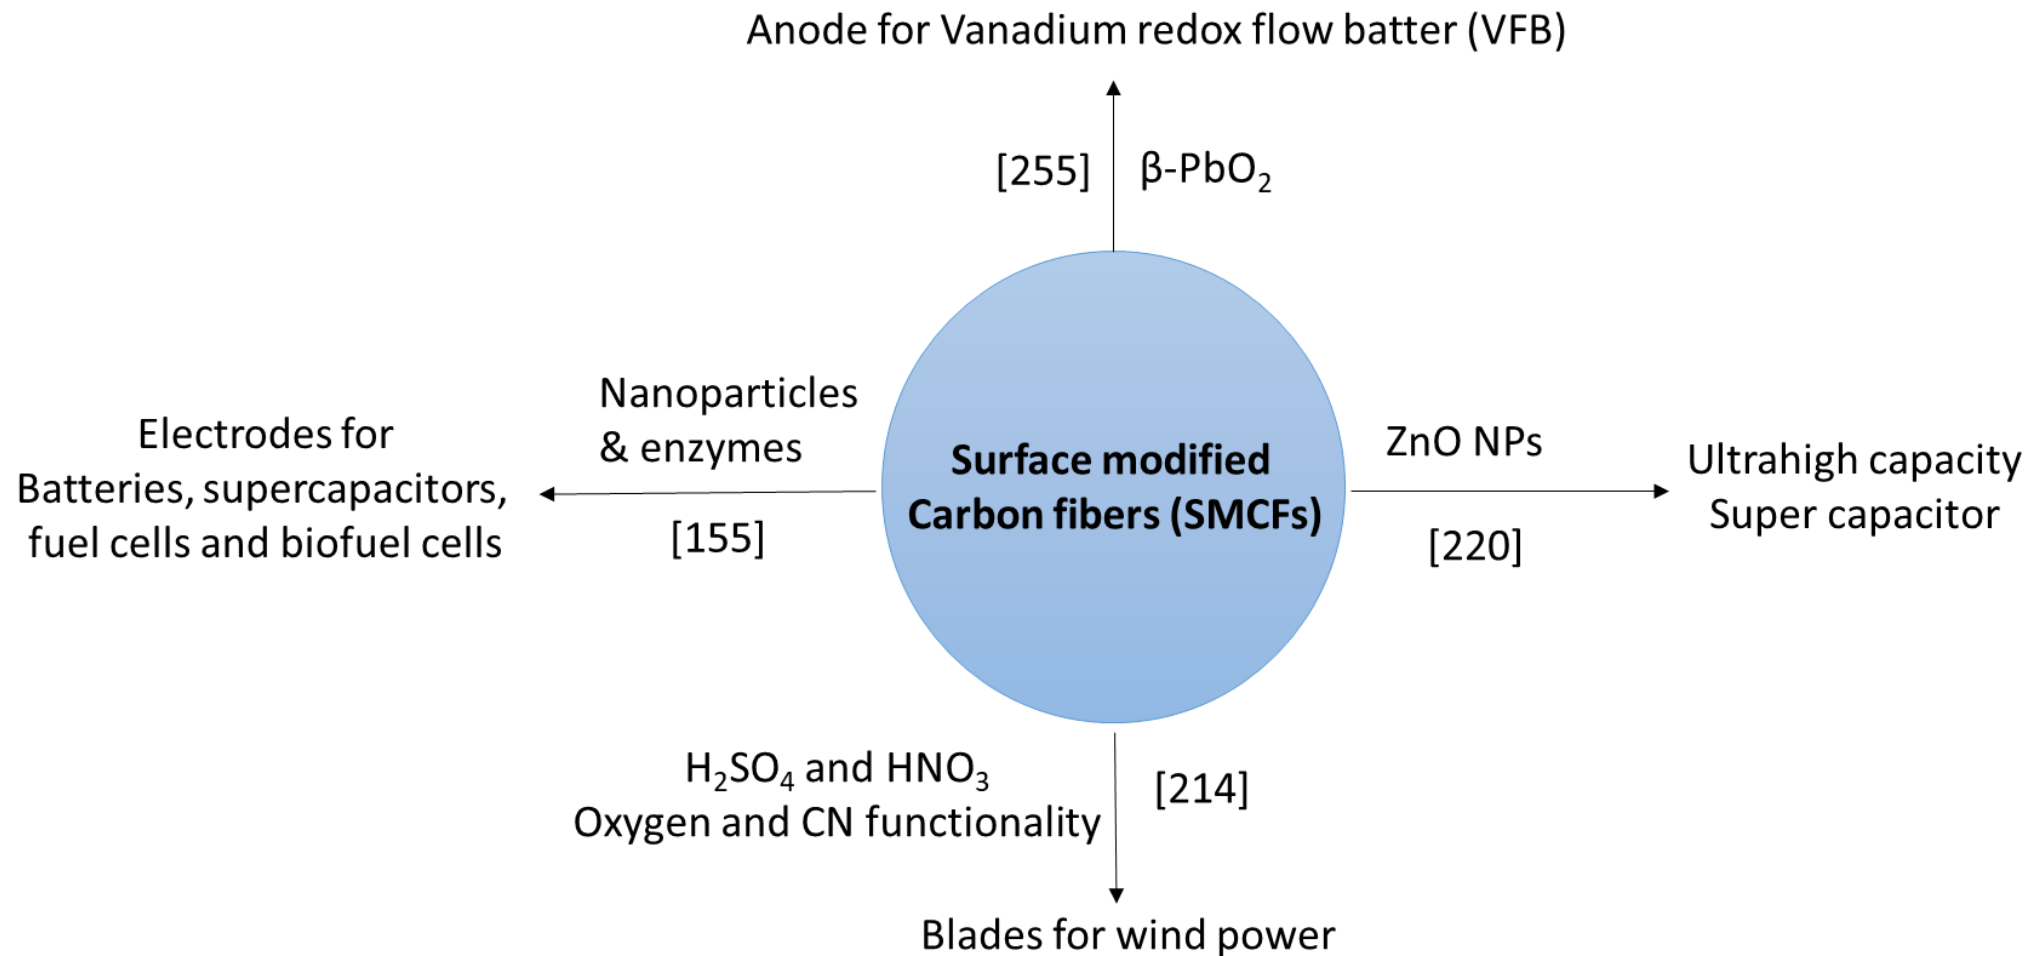 Anode for Vanadium redox flow batter (VFB)
[255]
β-PbO₂
Nanoparticles
& enzymes
[155]
Electrodes for
Batteries, supercapacitors,
fuel cells and biofuel cells
Surface modified
Carbon fibers (SMCFs)
ZnO NPs
[220]
Ultrahigh capacity
Super capacitor
H₂SO₄ and HNO₃
Oxygen and CN functionality
[214]
Blades for wind power